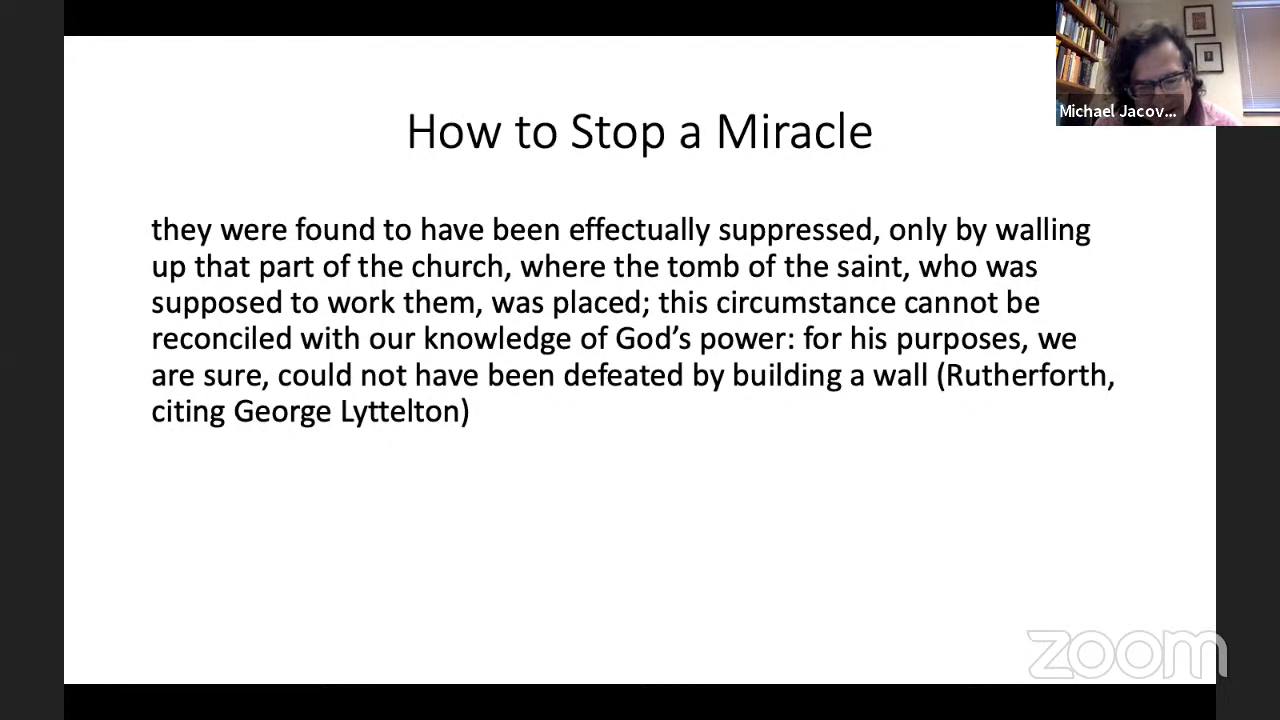 How to Stop a Miracle
Michael Jacov...
they were found to have been effectually suppressed, only by walling
up that part of the church, where the tomb of the saint, who was
supposed to work them, was placed; this circumstance cannot be
reconciled with our knowledge of God’s power: for his purposes, we
are sure, could not have been defeated by building a wall (Rutherforth,
citing George Lyttelton)
zoom